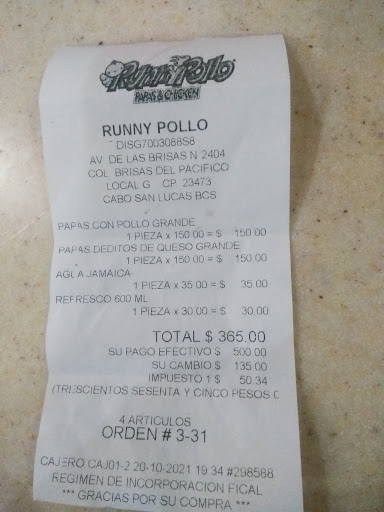 Runny Pollo
PAPAS & CHICKEN
RUNNY POLLO
DISG7003088S8
AV DE LAS BRISAS N 2404
COL BRISAS DEL PACIFICO
LOCAL G CP 23473
CABO SAN LUCAS BCS
PAPAS CON POLLO GRANDE
1 PIEZA x 150.00 = $ 150.00
PAPAS DEDITOS DE QUESO GRANDE
1 PIEZA x 150.00 = $ 150.00
AGUA JAMAICA
1 PIEZA x 35.00 = $ 35.00
REFRESCO 600 ML
1 PIEZA x 30.00 = $ 30.00
TOTAL $ 365.00
SU PAGO EFECTIVO $ 500.00
SU CAMBIO $ 135.00
IMPUESTO 1 $ 50.34
(TRESCIENTOS SESENTA Y CINCO PESOS 0
4 ARTICULOS
ORDEN # 3-31
CAJERO CAJ01-2 20-10-2021 19 34 #298588
REGIMEN DE INCORPORACION FICAL
*** GRACIAS POR SU COMPRA ***